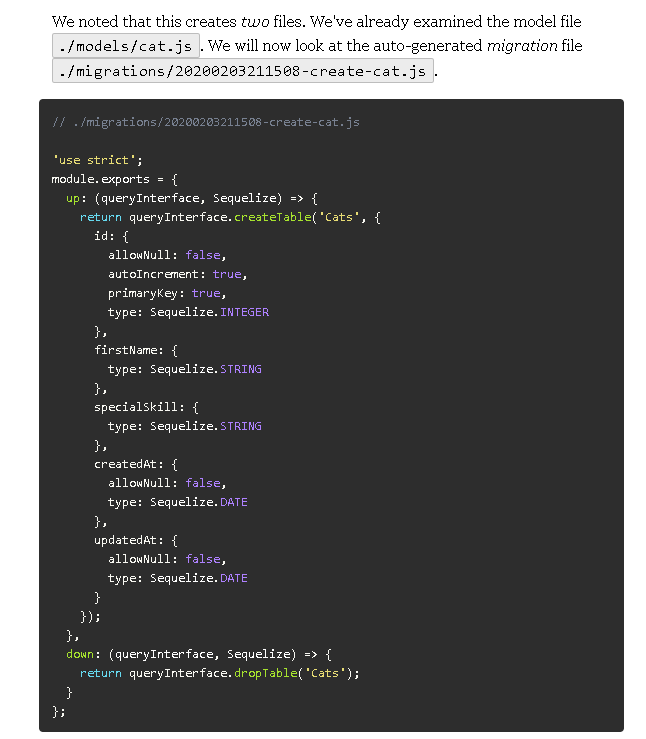 We noted that this creates two files. We've already examined the model file
./models/cat.js . We will now look at the auto-generated migration file
./migrations/20200203211508-create-cat.js .
// ./migrations/20200203211508-create-cat.js
'use strict';
module.exports = {
  up: (queryInterface, Sequelize) => {
    return queryInterface.createTable('Cats', {
      id: {
        allowNull: false,
        autoIncrement: true,
        primaryKey: true,
        type: Sequelize.INTEGER
      },
      firstName: {
        type: Sequelize.STRING
      },
      specialSkill: {
        type: Sequelize.STRING
      },
      createdAt: {
        allowNull: false,
        type: Sequelize.DATE
      },
      updatedAt: {
        allowNull: false,
        type: Sequelize.DATE
      }
    });
  },
  down: (queryInterface, Sequelize) => {
    return queryInterface.dropTable('Cats');
  }
};